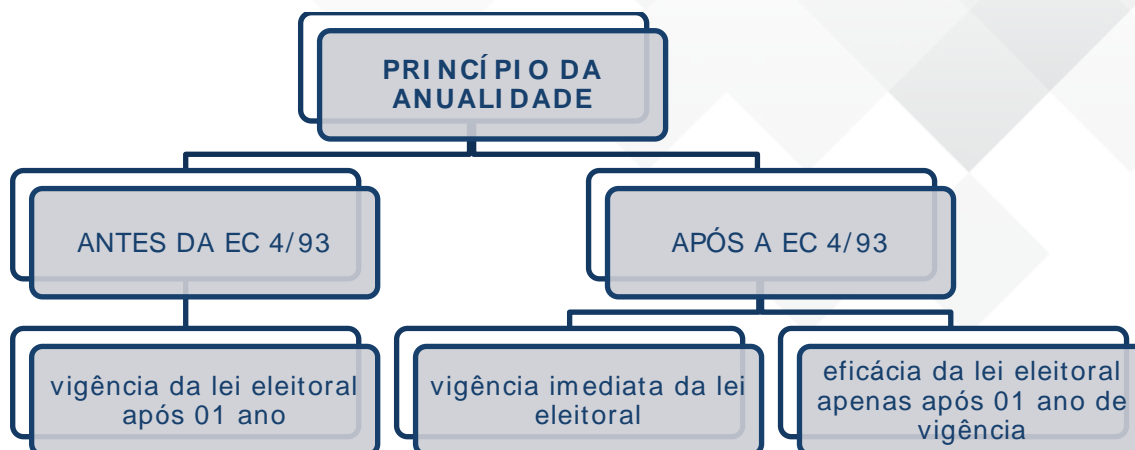 PRINCÍPIO DA
ANUALIDADE
ANTES DA EC 4/93
APÓS A EC 4/93
vigência da lei eleitoral
após 01 ano
vigência imediata da lei
eleitoral
eficácia da lei eleitoral
apenas após 01 ano de
vigência